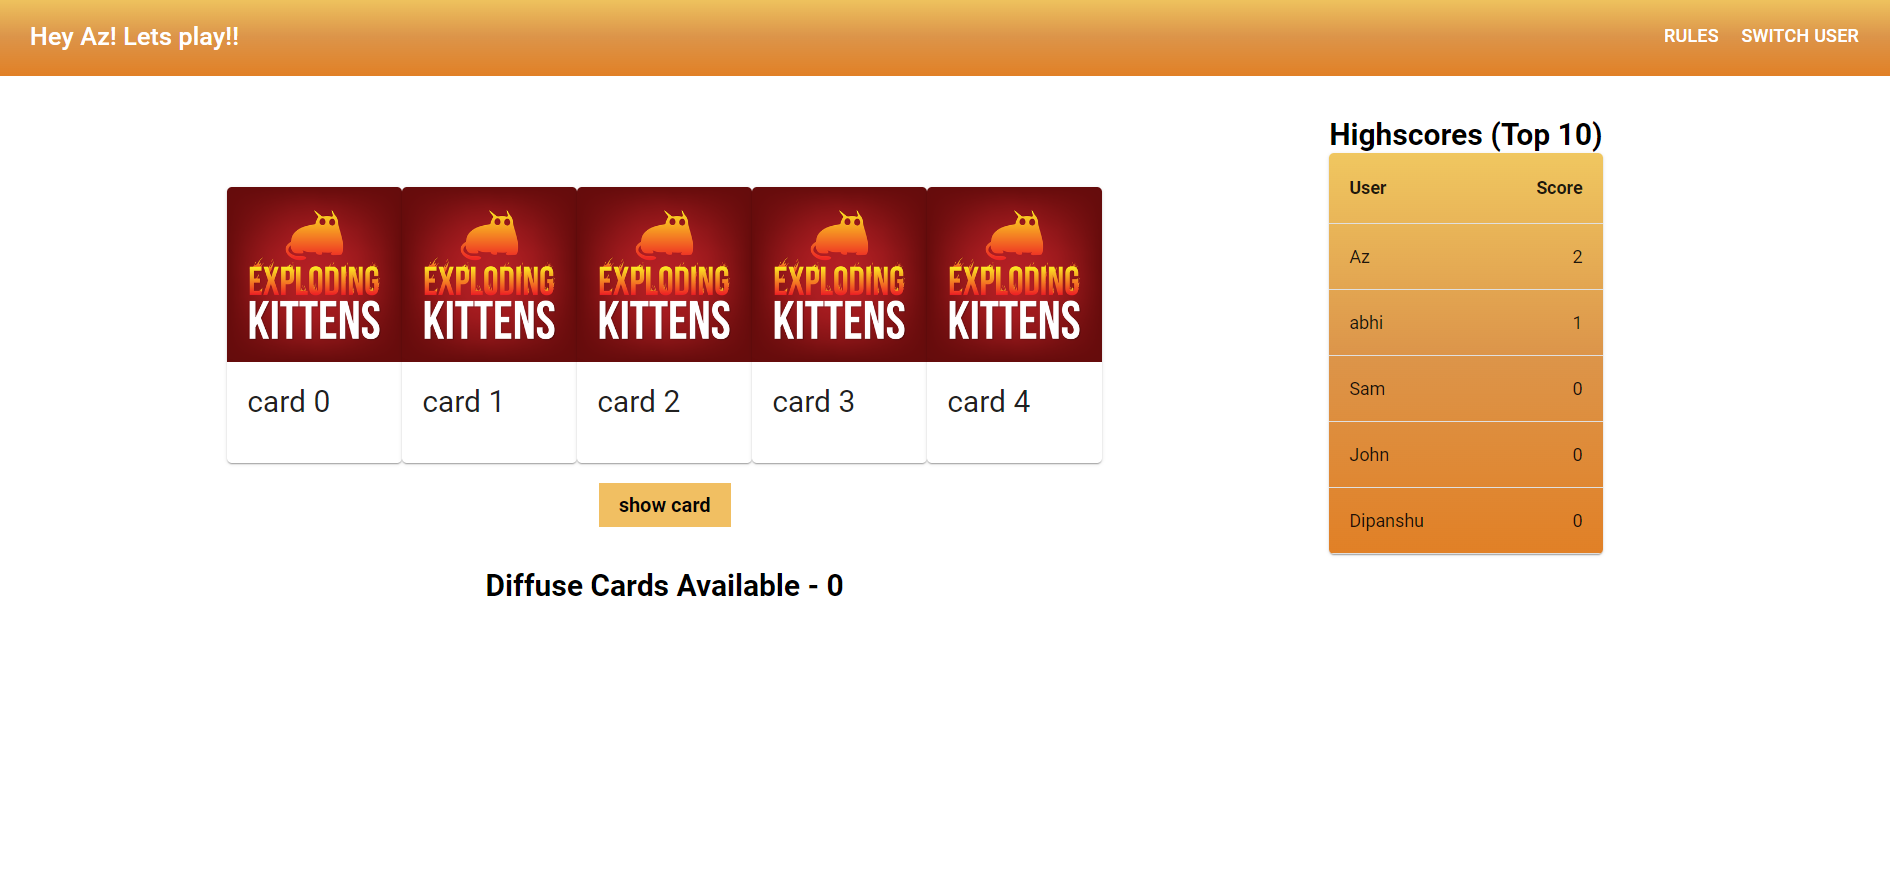 Hey Az! Lets play!!
RULES SWITCH USER
EXPLODING
KITTENS
card 0
EXPLODING
KITTENS
card 1
EXPLODING
KITTENS
card 2
EXPLODING
KITTENS
card 3
EXPLODING
KITTENS
card 4
show card
Diffuse Cards Available - 0
Highscores (Top 10)
User Score
Az 2
abhi 1
Sam 0
John 0
Dipanshu 0